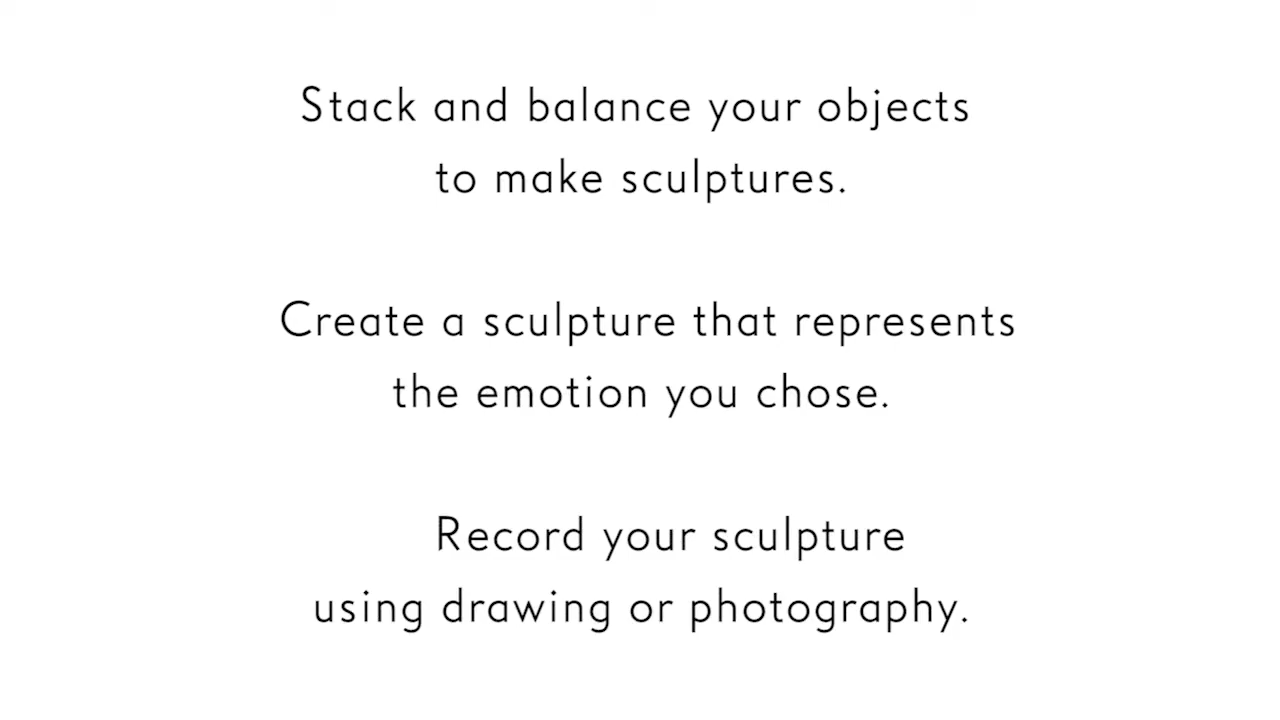 Stack and balance your objects
to make sculptures.
Create a sculpture that represents
the emotion you chose.
Record your sculpture
using drawing or photography.